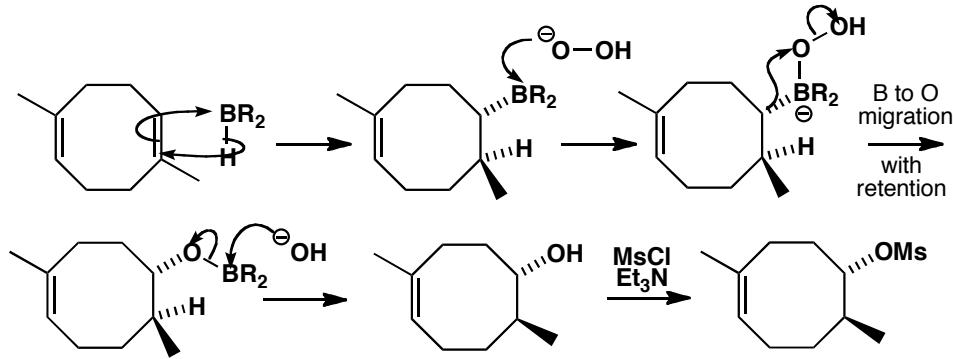 BR2
H
⊖O–OH
BR2
H
OH
O
BR2
⊖
H
B to O
migration
with
retention
O
BR2
⊖OH
H
OH
MsCl
Et3N
OMs